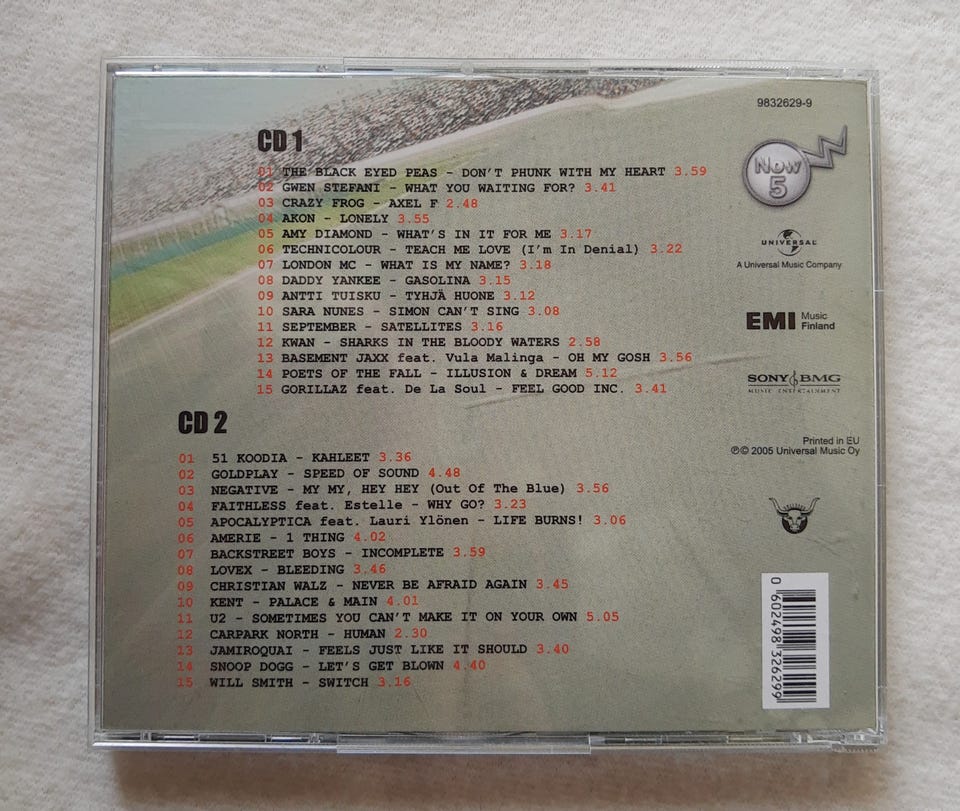 9832629-9
CD 1
01 THE BLACK EYED PEAS - DON'T PHUNK WITH MY HEART 3.59
02 GWEN STEFANI - WHAT YOU WAITING FOR? 3.41
03 CRAZY FROG - AXEL F 2.48
04 AKON - LONELY 3.55
05 AMY DIAMOND - WHAT'S IN IT FOR ME 3.17
06 TECHNICOLOUR - TEACH ME LOVE (I'm In Denial) 3.22
07 LONDON MC - WHAT IS MY NAME? 3.18
08 DADDY YANKEE - GASOLINA 3.15
09 ANTTI TUISKU - TYHJÄ HUONE 3.12
10 SARA NUNES - SIMON CAN'T SING 3.08
11 SEPTEMBER - SATELLITES 3.16
12 KWAN - SHARKS IN THE BLOODY WATERS 2.58
13 BASEMENT JAXX feat. Vula Malinga - OH MY GOSH 3.56
14 POETS OF THE FALL - ILLUSION & DREAM 5.12
15 GORILLAZ feat. De La Soul - FEEL GOOD INC. 3.41
CD 2
01 51 KOODIA - KAHLEET 3.36
02 GOLDPLAY - SPEED OF SOUND 4.48
03 NEGATIVE - MY MY, HEY HEY (Out Of The Blue) 3.56
04 FAITHLESS feat. Estelle - WHY GO? 3.23
05 APOCALYPTICA feat. Lauri Ylönen - LIFE BURNS! 3.06
06 AMERIE - 1 THING 4.02
07 BACKSTREET BOYS - INCOMPLETE 3.59
08 LOVEX - BLEEDING 3.46
09 CHRISTIAN WALZ - NEVER BE AFRAID AGAIN 3.45
10 KENT - PALACE & MAIN 4.01
11 U2 - SOMETIMES YOU CAN'T MAKE IT ON YOUR OWN 5.05
12 CARPARK NORTH - HUMAN 2.30
13 JAMIROQUAI - FEELS JUST LIKE IT SHOULD 3.40
14 SNOOP DOGG - LET'S GET BLOWN 4.40
15 WILL SMITH - SWITCH 3.16
Now
5
UNIVERSAL
A Universal Music Company
EMI Music
Finland
SONY BMG
MUSIC ENTERTAINMENT
Printed in EU
℗© 2005 Universal Music Oy
0 602498 326299